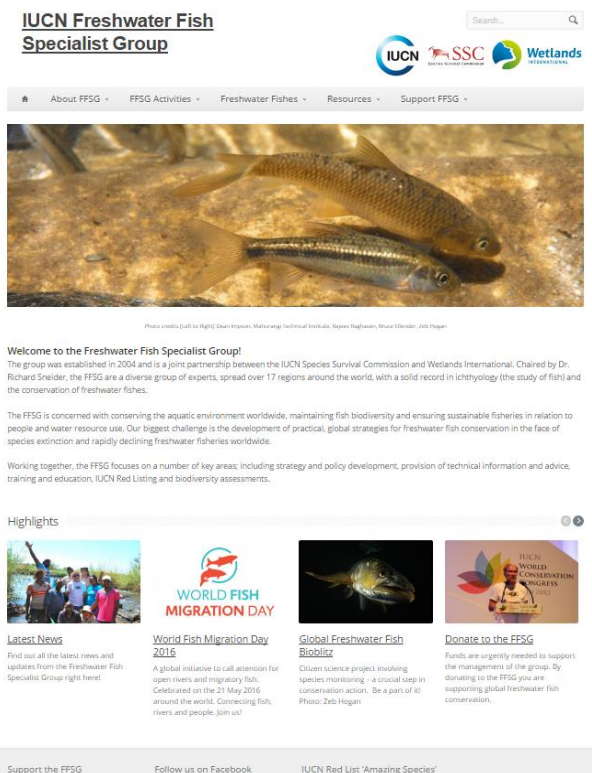 IUCN Freshwater Fish
Specialist Group
Search...
IUCN
SSC
Species Survival Commission
Wetlands
INTERNATIONAL
About FFSG
FFSG Activities
Freshwater Fishes
Resources
Support FFSG
Photo credits (Left to Right): Dean Impson, Mahurangi Technical Institute, Rajeev Raghavan, Bruce Ellender, Zeb Hogan
Welcome to the Freshwater Fish Specialist Group!
The group was established in 2004 and is a joint partnership between the IUCN Species Survival Commission and Wetlands International. Chaired by Dr.
Richard Sneider, the FFSG are a diverse group of experts, spread over 17 regions around the world, with a solid record in ichthyology (the study of fish) and
the conservation of freshwater fishes.
The FFSG is concerned with conserving the aquatic environment worldwide, maintaining fish biodiversity and ensuring sustainable fisheries in relation to
people and water resource use. Our biggest challenge is the development of practical, global strategies for freshwater fish conservation in the face of
species extinction and rapidly declining freshwater fisheries worldwide.
Working together, the FFSG focuses on a number of key areas; including strategy and policy development, provision of technical information and advice,
training and education, IUCN Red Listing and biodiversity assessments.
Highlights
WORLD FISH
MIGRATION DAY
IUCN
WORLD
CONSERVATION
CONGRESS
2012
Latest News
Find out all the latest news and
updates from the Freshwater Fish
Specialist Group right here!
World Fish Migration Day
2016
A global initiative to call attention for
open rivers and migratory fish.
Celebrated on the 21 May 2016
around the world. Connecting fish,
rivers and people. Join us!
Global Freshwater Fish
Bioblitz
Citizen science project involving
species monitoring - a crucial step in
conservation action. Be a part of it!
Photo: Zeb Hogan
Donate to the FFSG
Funds are urgently needed to support
the management of the group. By
donating to the FFSG you are
supporting global freshwater fish
conservation.
Support the FFSG
Follow us on Facebook
IUCN Red List 'Amazing Species'